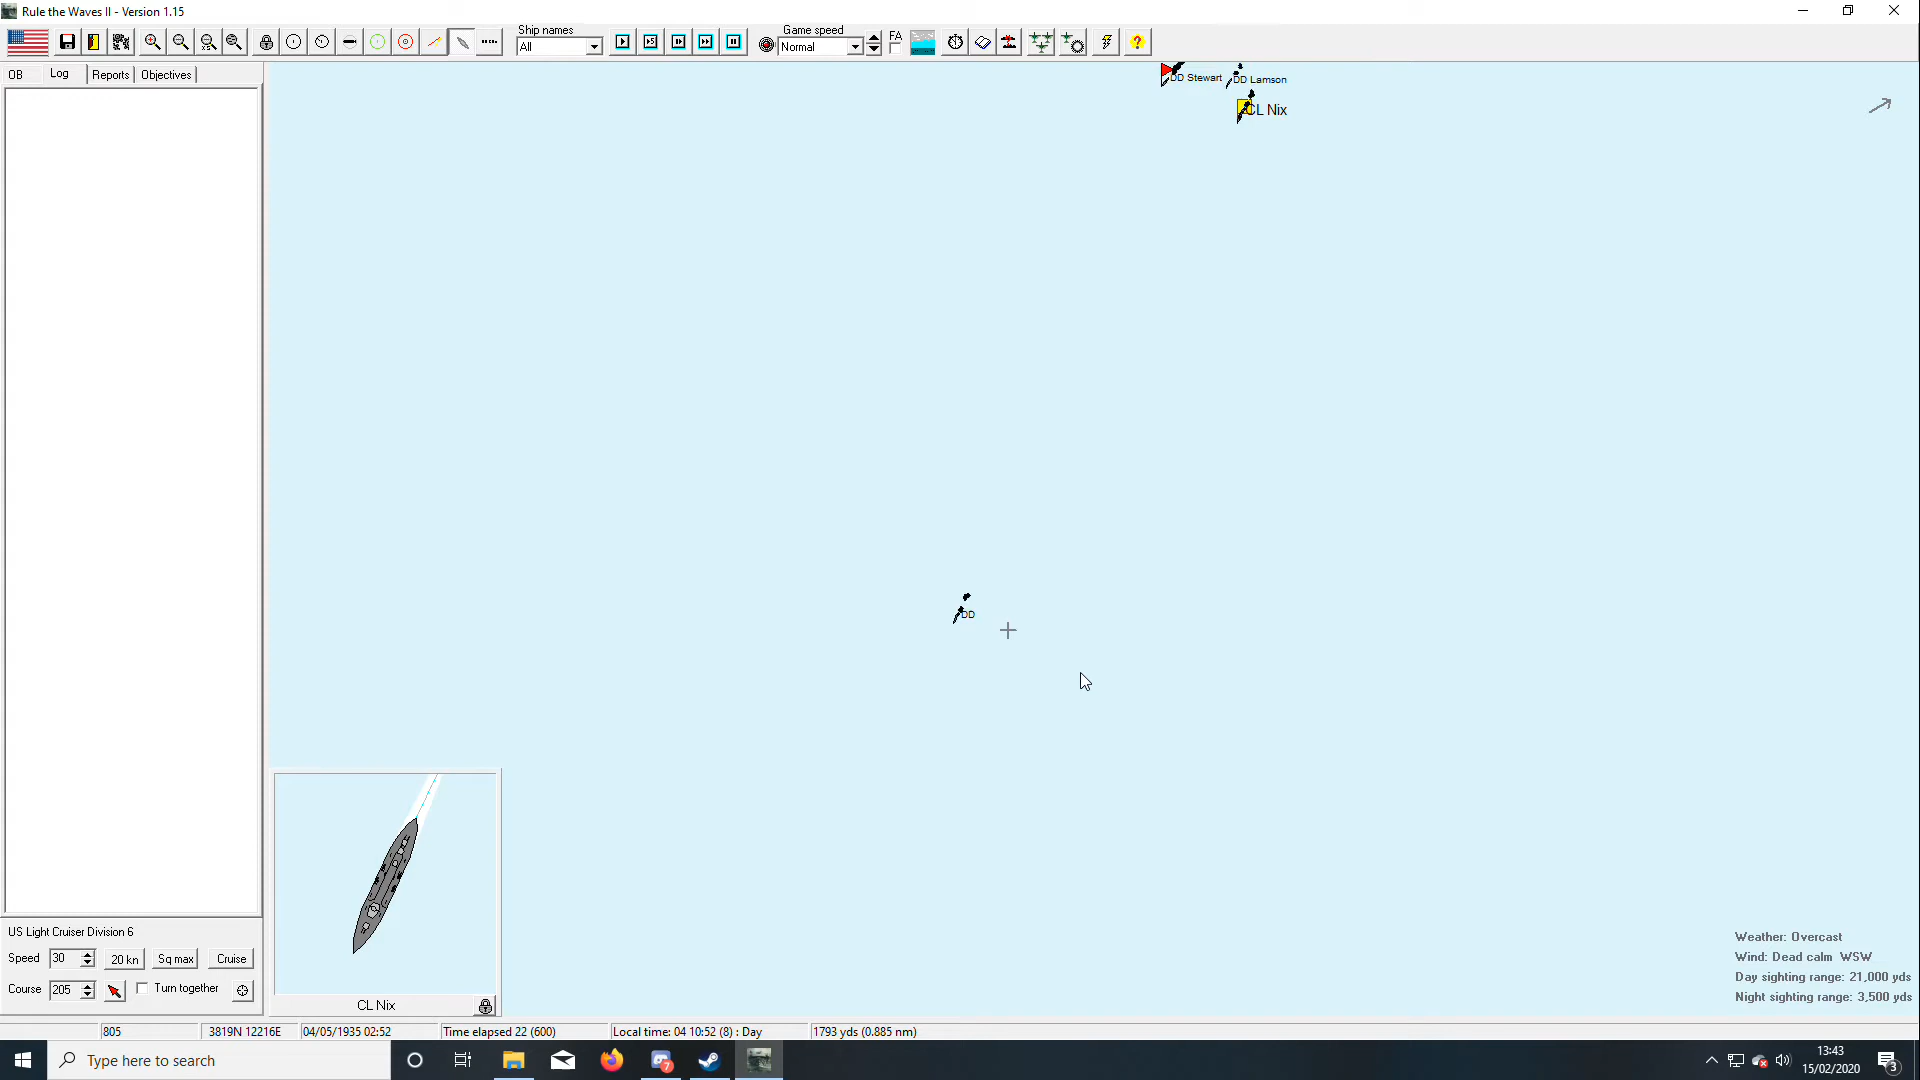 Rule the Waves II - Version 1.15
Ship names
All
Game speed
Normal
FA
OB
Log
Reports
Objectives
DD Stewart
DD Lamson
CL Nix
DD
US Light Cruiser Division 6
Speed 30 20 kn Sq max Cruise
Course 205 Turn together
CL Nix
Weather: Overcast
Wind: Dead calm WSW
Day sighting range: 21,000 yds
Night sighting range: 3,500 yds
805 3819N 12216E 04/05/1935 02:52 Time elapsed 22 (600) Local time: 04 10:52 (8) : Day 1793 yds (0.885 nm)
Type here to search
7
13:43
15/02/2020
3